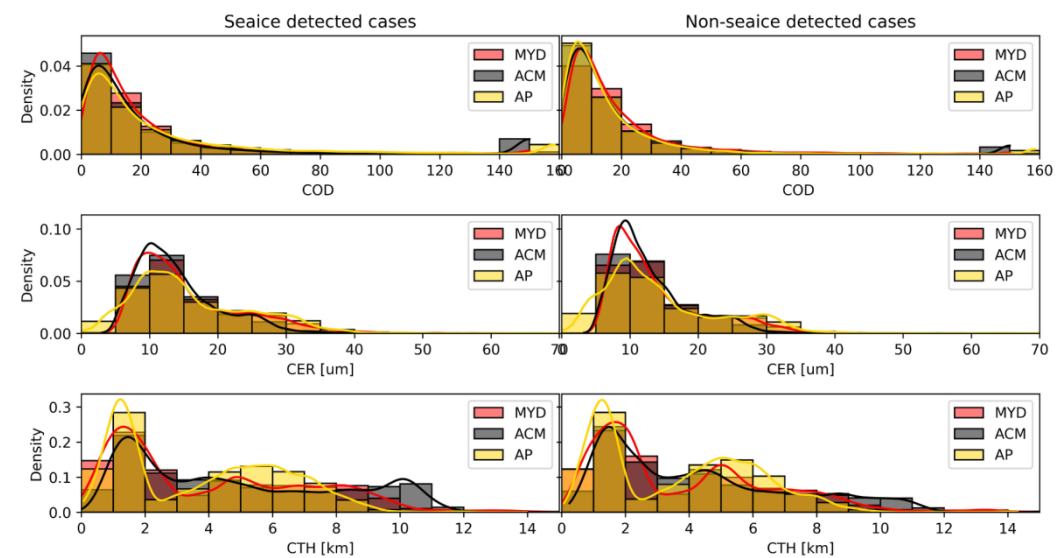 Seaice detected cases
Non-seaice detected cases
Density
0.04
0.02
0.00
MYD
ACM
AP
MYD
ACM
AP
0 20 40 60 80 100 120 140 160
0 20 40 60 80 100 120 140 160
COD
COD
Density
0.10
0.05
0.00
MYD
ACM
AP
MYD
ACM
AP
0 10 20 30 40 50 60 70
0 10 20 30 40 50 60 70
CER [um]
CER [um]
Density
0.3
0.2
0.1
0.0
MYD
ACM
AP
MYD
ACM
AP
0 2 4 6 8 10 12 14
0 2 4 6 8 10 12 14
CTH [km]
CTH [km]